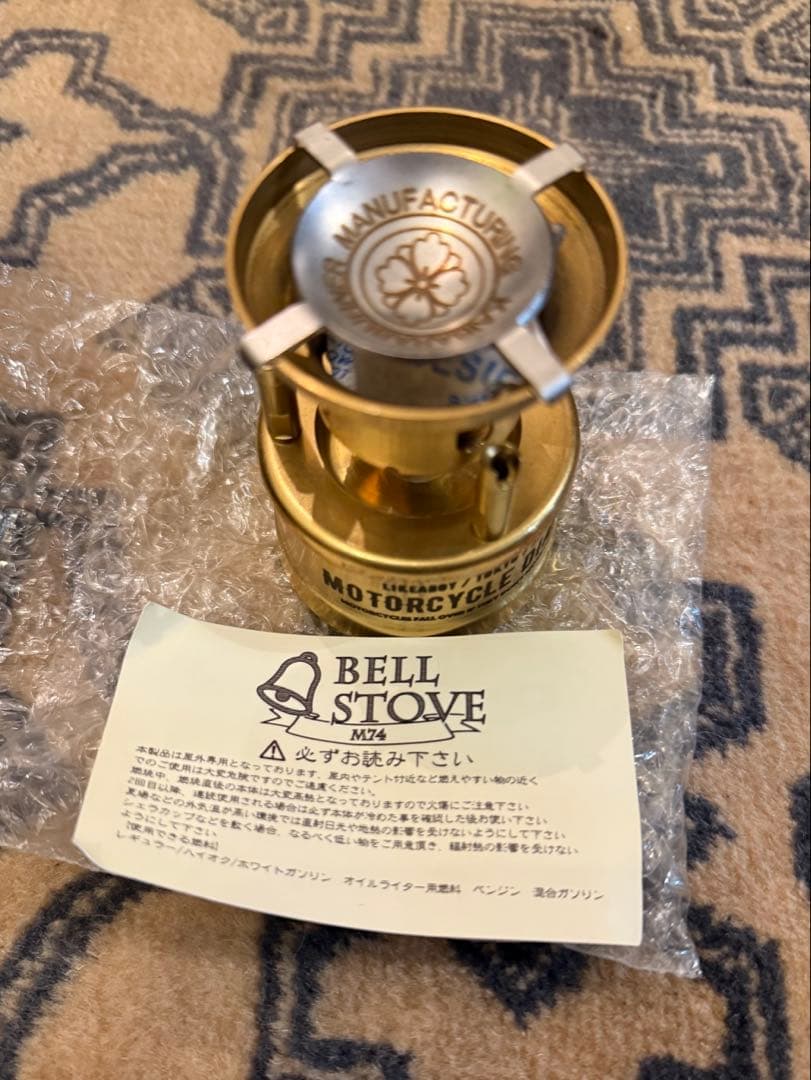 MANUFACTURING
LIKEABOY / TOKYO
MOTORCYCLE
MOTORCYCLES FALL OVER
BELL
STOVE
M74
⚠ 必ずお読み下さい
本製品は屋外専用となっております、屋内やテント付近など燃えやすい物の近く
でのご使用は大変危険ですのでご遠慮ください。
燃焼中、燃焼直後の本体は大変高熱となっておりますので火傷にご注意下さい
2回目以降、連続使用される場合は必ず本体が冷めた事を確認した後お使い下さい
夏場などの外気温が高い環境では直射日光や地熱の影響を受けないようにして下さい
シェラカップなどを載く場合、なるべく低い物をご用意頂き、輻射熱の影響を受けない
ようにして下さい
[使用できる燃料]
レギュラー/ハイオク/ホワイトガソリン オイルライター用燃料 ベンジン 混合ガソリン